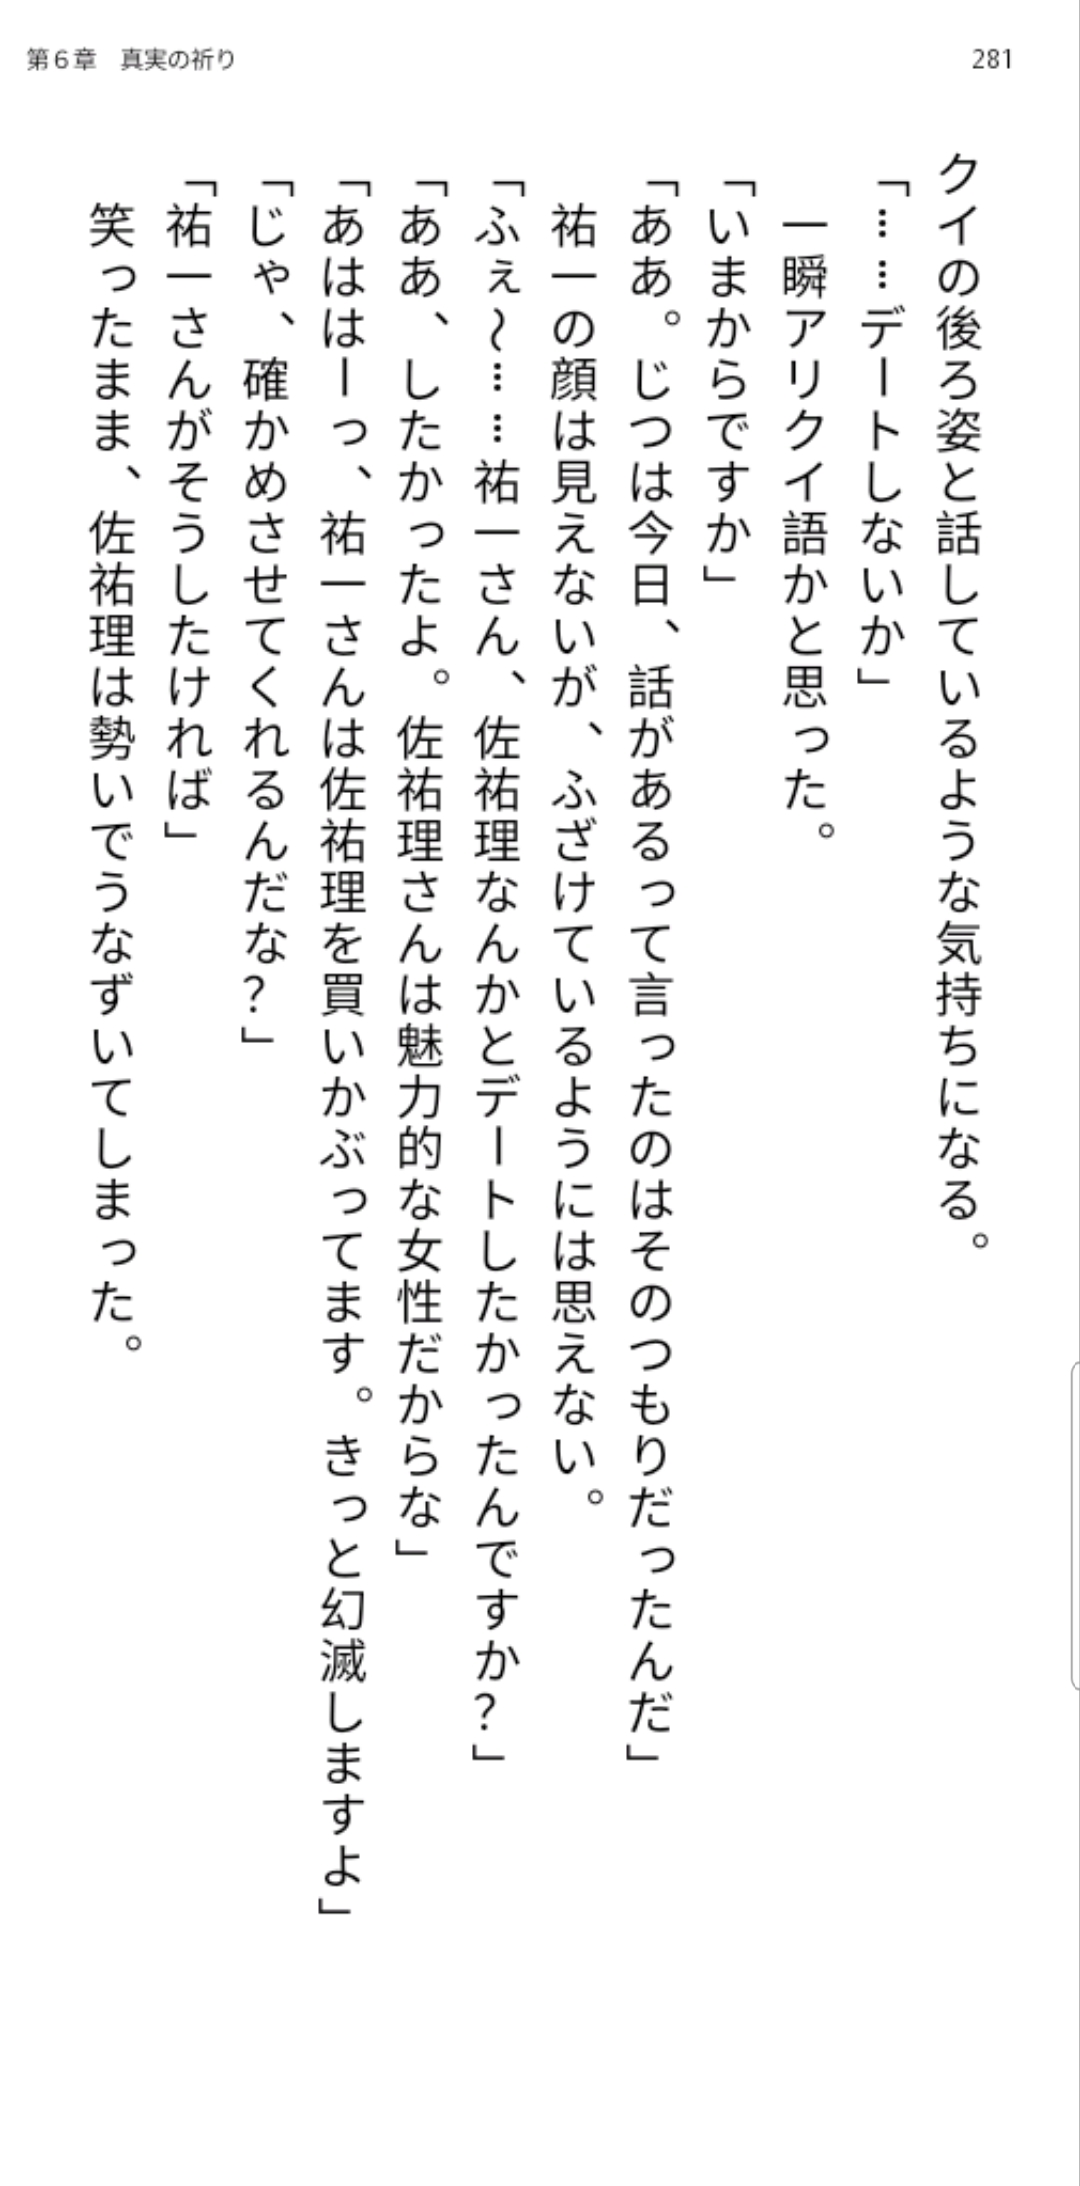 第6章　真実の祈り
281
クイの後ろ姿と話しているような気持ちになる。
「……デートしないか」
　一瞬アリクイ語かと思った。
「いまからですか」
「ああ。じつは今日、話があるって言ったのはそのつもりだったんだ」
　祐一の顔は見えないが、ふざけているようには思えない。
「ふぇ～……祐一さん、佐祐理なんかとデートしたかったんですか？」
「ああ、したかったよ。佐祐理さんは魅力的な女性だからな」
「あははーっ、祐一さんは佐祐理を買いかぶってます。きっと幻滅しますよ」
「じゃ、確かめさせてくれるんだな？」
「祐一さんがそうしたければ」
　笑ったまま、佐祐理は勢いでうなずいてしまった。